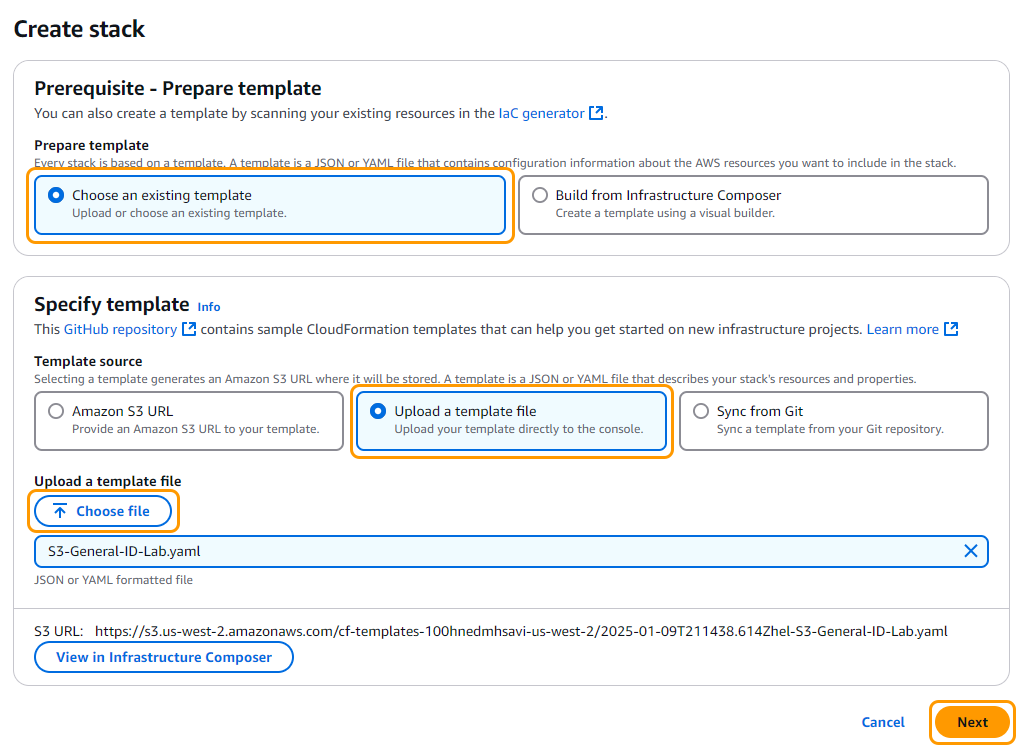 Create stack
Prerequisite - Prepare template
You can also create a template by scanning your existing resources in the IaC generator.
Prepare template
Every stack is based on a template. A template is a JSON or YAML file that contains configuration information about the AWS resources you want to include in the stack.
Choose an existing template
Upload or choose an existing template.
Build from Infrastructure Composer
Create a template using a visual builder.
Specify template Info
This GitHub repository contains sample CloudFormation templates that can help you get started on new infrastructure projects. Learn more
Template source
Selecting a template generates an Amazon S3 URL where it will be stored. A template is a JSON or YAML file that describes your stack's resources and properties.
Amazon S3 URL
Provide an Amazon S3 URL to your template.
Upload a template file
Upload your template directly to the console.
Sync from Git
Sync a template from your Git repository.
Upload a template file
Choose file
S3-General-ID-Lab.yaml
JSON or YAML formatted file
S3 URL: https://s3.us-west-2.amazonaws.com/cf-templates-100hnedmhsavi-us-west-2/2025-01-09T211438.614Zhel-S3-General-ID-Lab.yaml
View in Infrastructure Composer
Cancel
Next